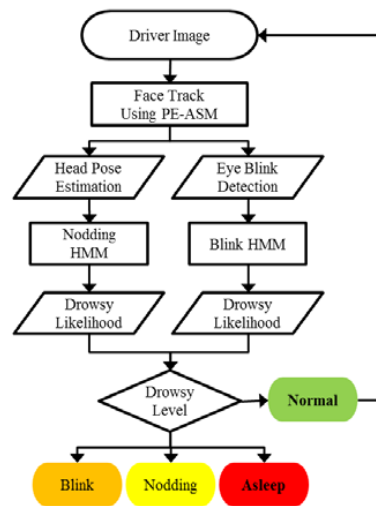 Driver Image
Face Track
Using PE-ASM
Head Pose
Estimation
Eye Blink
Detection
Nodding
HMM
Blink HMM
Drowsy
Likelihood
Drowsy
Likelihood
Drowsy
Level
Normal
Blink
Nodding
Asleep